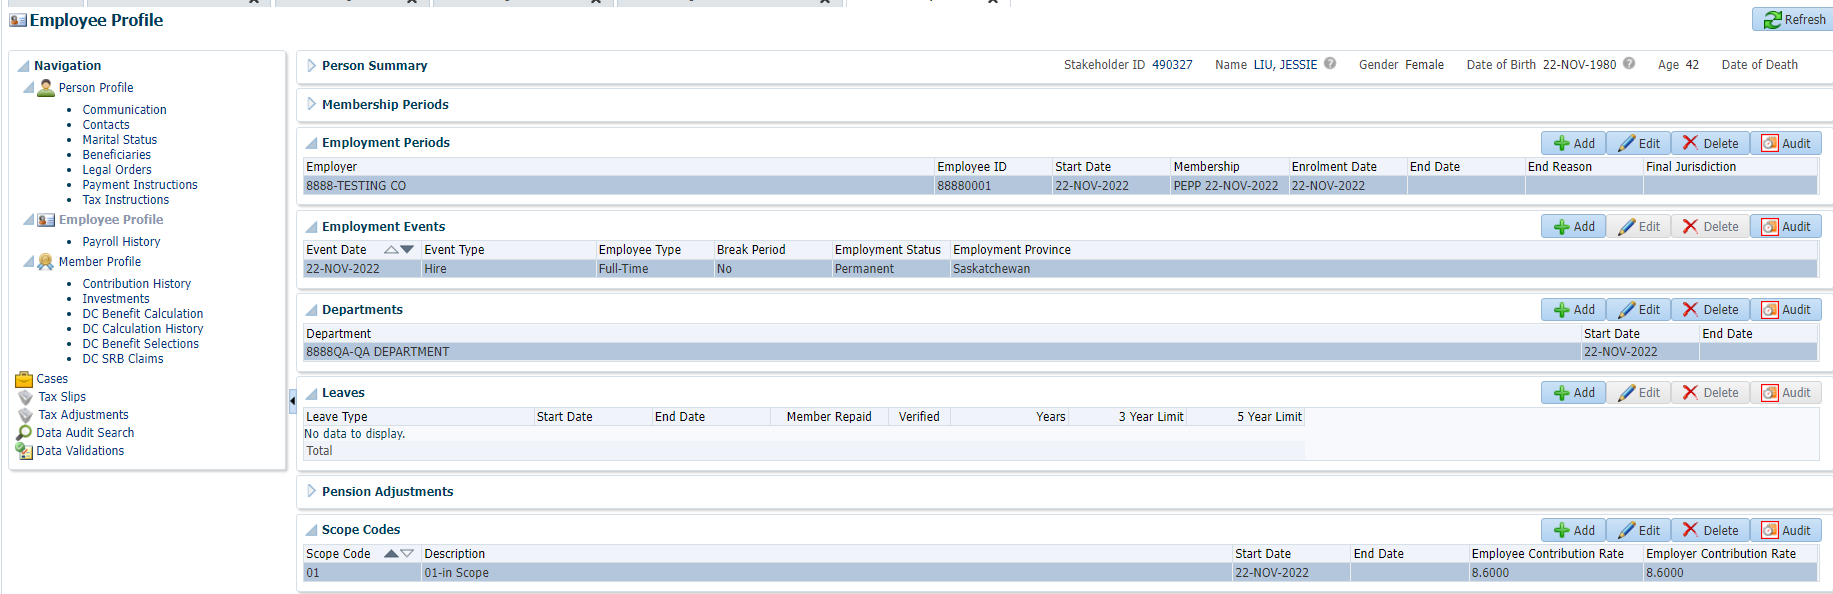 Employee Profile
Refresh
Navigation
Person Profile
Communication
Contacts
Marital Status
Beneficiaries
Legal Orders
Payment Instructions
Tax Instructions
Employee Profile
Payroll History
Member Profile
Contribution History
Investments
DC Benefit Calculation
DC Calculation History
DC Benefit Selections
DC SRB Claims
Cases
Tax Slips
Tax Adjustments
Data Audit Search
Data Validations
Person Summary Stakeholder ID 490327 Name LIU, JESSIE Gender Female Date of Birth 22-NOV-1980 Age 42 Date of Death
Membership Periods
Employment Periods Add Edit Delete Audit
Employer Employee ID Start Date Membership Enrolment Date End Date End Reason Final Jurisdiction
8888-TESTING CO 88880001 22-NOV-2022 PEPP 22-NOV-2022 22-NOV-2022
Employment Events Add Edit Delete Audit
Event Date Event Type Employee Type Break Period Employment Status Employment Province
22-NOV-2022 Hire Full-Time No Permanent Saskatchewan
Departments Add Edit Delete Audit
Department Start Date End Date
8888QA-QA DEPARTMENT 22-NOV-2022
Leaves Add Edit Delete Audit
Leave Type Start Date End Date Member Repaid Verified Years 3 Year Limit 5 Year Limit
No data to display.
Total
Pension Adjustments
Scope Codes Add Edit Delete Audit
Scope Code Description Start Date End Date Employee Contribution Rate Employer Contribution Rate
01 01-in Scope 22-NOV-2022 8.6000 8.6000